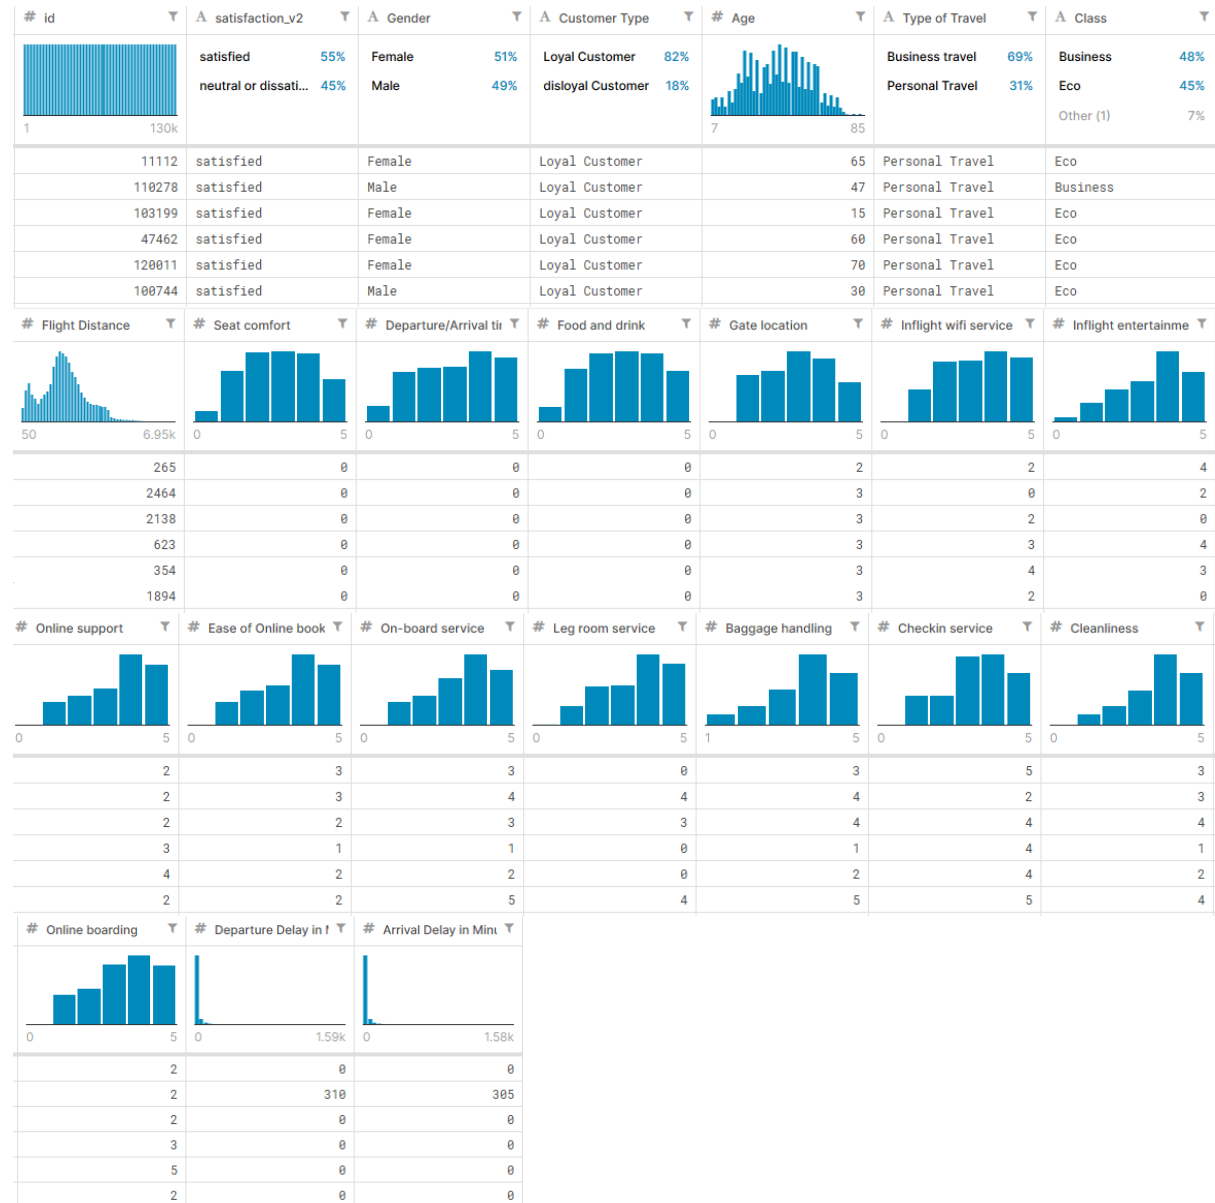 # id A satisfaction_v2 A Gender A Customer Type # Age A Type of Travel A Class
satisfied 55% Female 51% Loyal Customer 82% Business travel 69% Business 48%
neutral or dissati... 45% Male 49% disloyal Customer 18% Personal Travel 31% Eco 45%
Other (1) 7%
1 130k 7 85
11112 satisfied Female Loyal Customer 65 Personal Travel Eco
110278 satisfied Male Loyal Customer 47 Personal Travel Business
103199 satisfied Female Loyal Customer 15 Personal Travel Eco
47462 satisfied Female Loyal Customer 60 Personal Travel Eco
120011 satisfied Female Loyal Customer 70 Personal Travel Eco
100744 satisfied Male Loyal Customer 30 Personal Travel Eco
# Flight Distance # Seat comfort # Departure/Arrival tir # Food and drink # Gate location # Inflight wifi service # Inflight entertainme
50 6.95k 0 5 0 5 0 5 0 5 0 5 0 5
265 0 0 0 2 2 4
2464 0 0 0 3 0 2
2138 0 0 0 3 2 0
623 0 0 0 3 3 4
354 0 0 0 3 4 3
1894 0 0 0 3 2 0
# Online support # Ease of Online book # On-board service # Leg room service # Baggage handling # Checkin service # Cleanliness
0 5 0 5 0 5 0 5 1 5 0 5 0 5
2 3 3 0 3 5 3
2 3 4 4 4 2 3
2 2 3 3 4 4 4
3 1 1 0 1 4 1
4 2 2 0 2 4 2
2 2 5 4 5 5 4
# Online boarding # Departure Delay in M # Arrival Delay in Minu
0 5 0 1.59k 0 1.58k
2 0 0
2 310 305
2 0 0
3 0 0
5 0 0
2 0 0